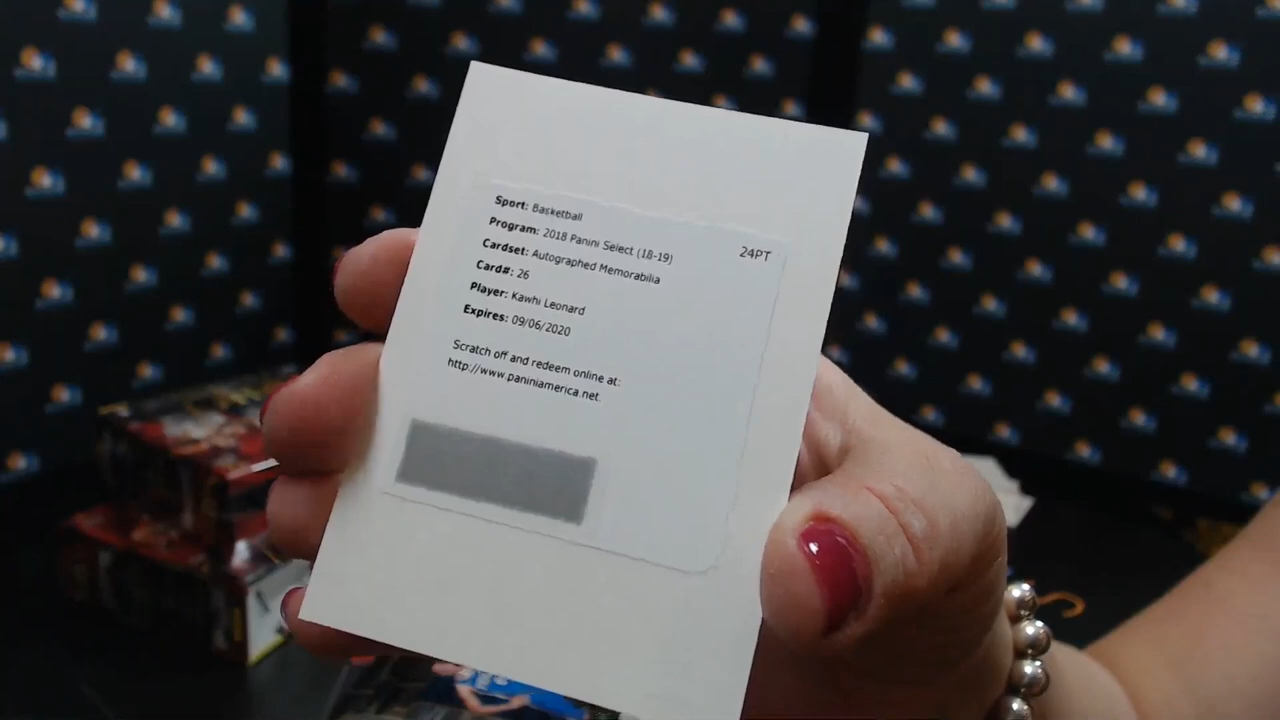 Sport: Basketball
Program: 2018 Panini Select (18-19)
24PT
Cardset: Autographed Memorabilia
Card#: 26
Player: Kawhi Leonard
Expires: 09/06/2020
Scratch off and redeem online at:
http://www.paniniamerica.net.